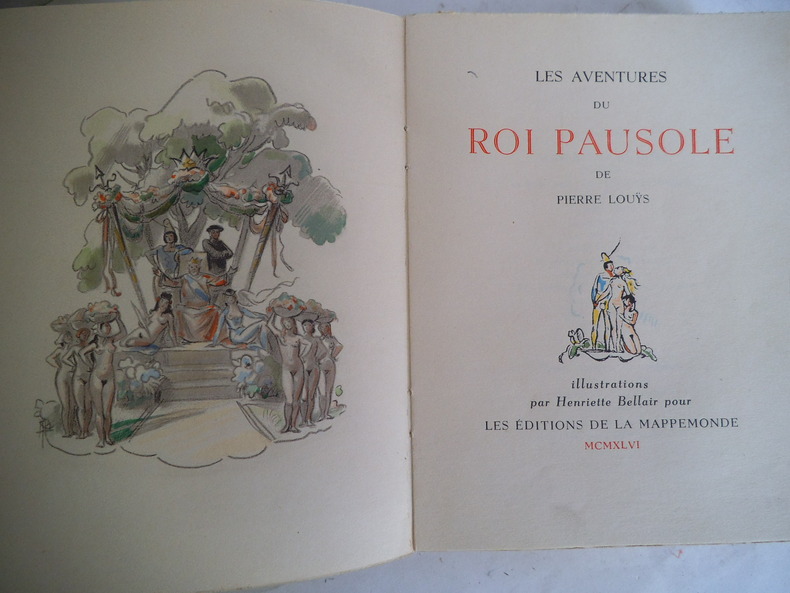 LES AVENTURES
DU
ROI PAUSOLE
DE
PIERRE LOUŸS
illustrations
par Henriette Bellair pour
LES ÉDITIONS DE LA MAPPEMONDE
MCMXLVI